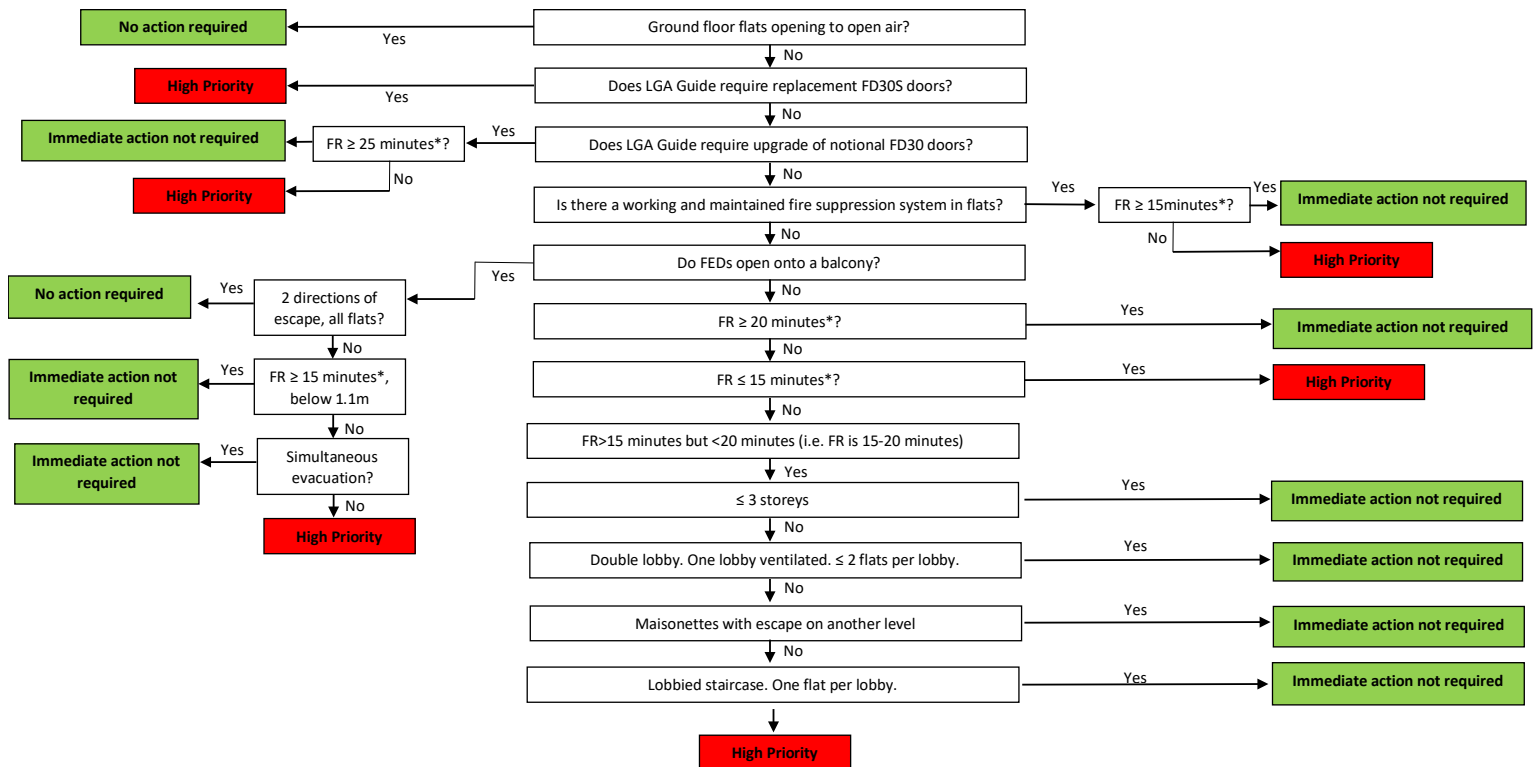 No action required
Yes
Ground floor flats opening to open air?
No
High Priority
Yes
Does LGA Guide require replacement FD30S doors?
No
Immediate action not required
FR ≥ 25 minutes*?
Yes
Does LGA Guide require upgrade of notional FD30 doors?
No
High Priority
No
Is there a working and maintained fire suppression system in flats?
Yes
FR ≥ 15minutes*?
Yes
Immediate action not required
No
High Priority
No
Do FEDs open onto a balcony?
Yes
No
No action required
Yes
2 directions of
escape, all flats?
No
FR ≥ 20 minutes*?
Yes
Immediate action not required
No
Immediate action not
required
Yes
FR ≥ 15 minutes*,
below 1.1m
No
FR ≤ 15 minutes*?
Yes
High Priority
No
Immediate action not
required
Yes
Simultaneous
evacuation?
No
High Priority
FR>15 minutes but <20 minutes (i.e. FR is 15-20 minutes)
Yes
≤ 3 storeys
Yes
Immediate action not required
No
Double lobby. One lobby ventilated. ≤ 2 flats per lobby.
Yes
Immediate action not required
No
Maisonettes with escape on another level
Yes
Immediate action not required
No
Lobbied staircase. One flat per lobby.
Yes
Immediate action not required
High Priority